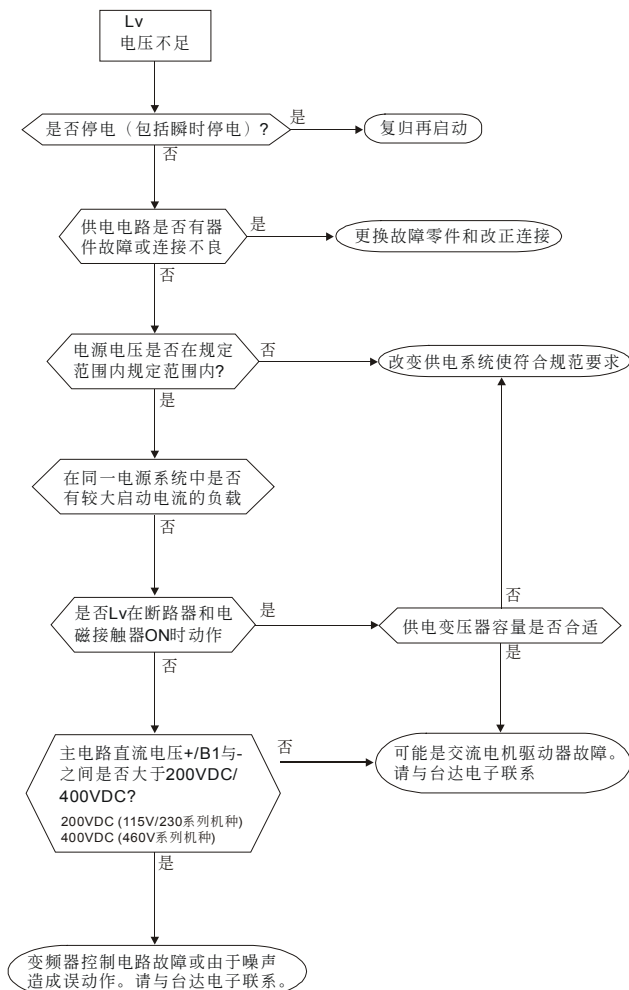 Lv
电压不足
是否停电（包括瞬时停电）?
是
复归再启动
否
供电电路是否有器
件故障或连接不良
是
更换故障零件和改正连接
否
电源电压是否在规定
范围内规定范围内?
否
改变供电系统使符合规范要求
是
在同一电源系统中是否
有较大启动电流的负载
否
是否Lv在断路器和电
磁接触器ON时动作
是
否
供电变压器容量是否合适
否
是
主电路直流电压+/B1与-
之间是否大于200VDC/
400VDC?
200VDC (115V/230系列机种)
400VDC (460V系列机种)
否
可能是交流电机驱动器故障。
请与台达电子联系
是
变频器控制电路故障或由于噪声
造成误动作。请与台达电子联系。